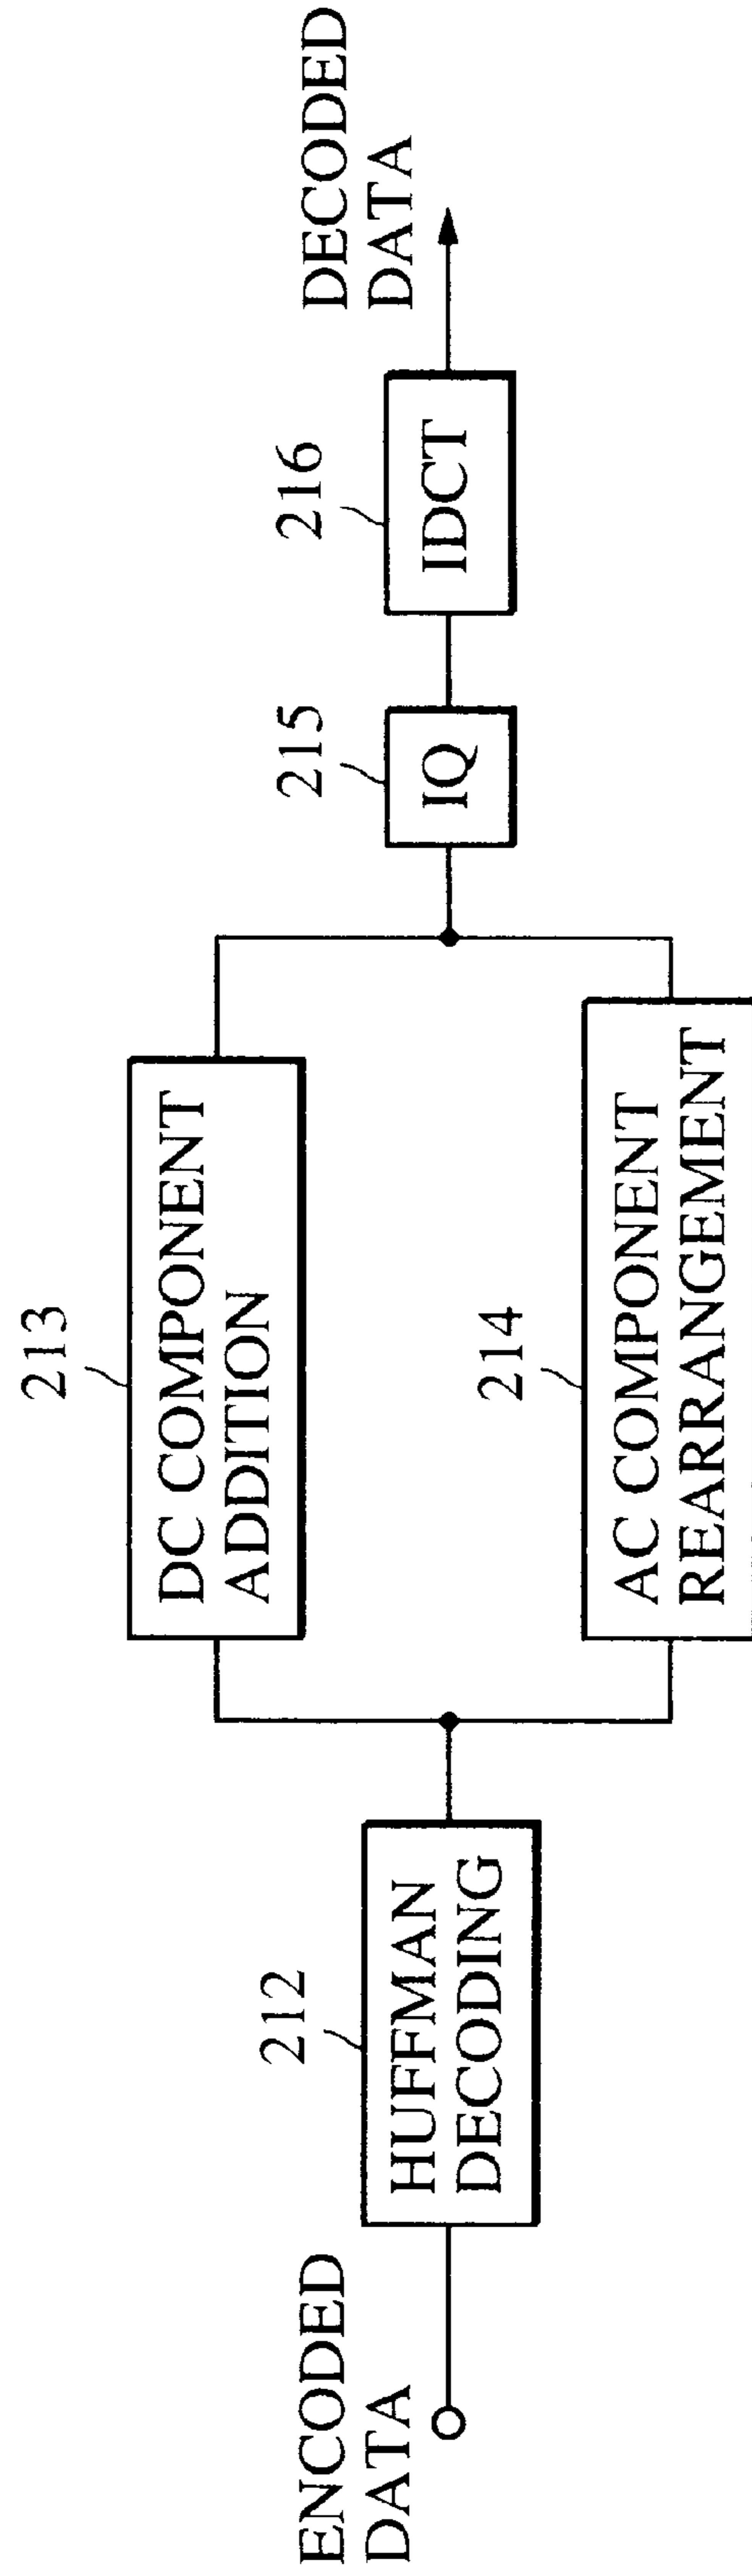 ENCODED
DATA
212
HUFFMAN
DECODING
213
DC COMPONENT
ADDITION
214
AC COMPONENT
REARRANGEMENT
215
IQ
216
IDCT
DECODED
DATA